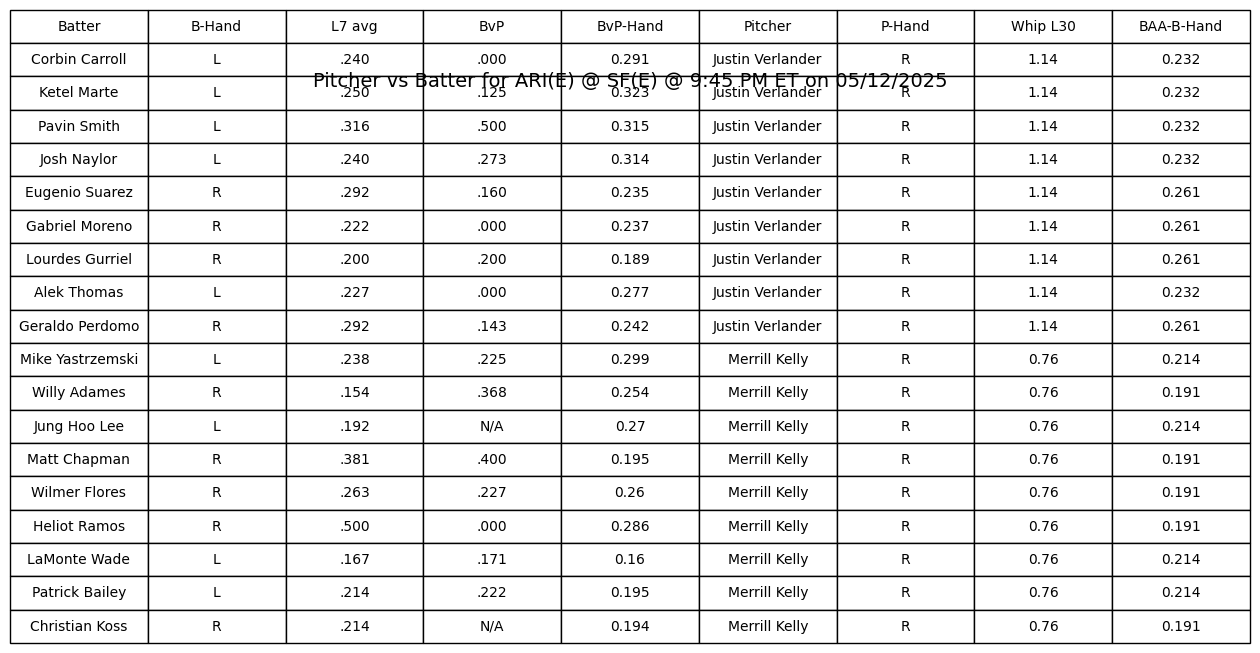 Batter B-Hand L7 avg BvP BvP-Hand Pitcher P-Hand Whip L30 BAA-B-Hand
Corbin Carroll L .240 .000 0.291 Justin Verlander R 1.14 0.232
Pitcher vs Batter for ARI(E) @ SF(E) @ 9:45 PM ET on 05/12/2025
Ketel Marte L .250 .125 0.323 Justin Verlander R 1.14 0.232
Pavin Smith L .316 .500 0.315 Justin Verlander R 1.14 0.232
Josh Naylor L .240 .273 0.314 Justin Verlander R 1.14 0.232
Eugenio Suarez R .292 .160 0.235 Justin Verlander R 1.14 0.261
Gabriel Moreno R .222 .000 0.237 Justin Verlander R 1.14 0.261
Lourdes Gurriel R .200 .200 0.189 Justin Verlander R 1.14 0.261
Alek Thomas L .227 .000 0.277 Justin Verlander R 1.14 0.232
Geraldo Perdomo R .292 .143 0.242 Justin Verlander R 1.14 0.261
Mike Yastrzemski L .238 .225 0.299 Merrill Kelly R 0.76 0.214
Willy Adames R .154 .368 0.254 Merrill Kelly R 0.76 0.191
Jung Hoo Lee L .192 N/A 0.27 Merrill Kelly R 0.76 0.214
Matt Chapman R .381 .400 0.195 Merrill Kelly R 0.76 0.191
Wilmer Flores R .263 .227 0.26 Merrill Kelly R 0.76 0.191
Heliot Ramos R .500 .000 0.286 Merrill Kelly R 0.76 0.191
LaMonte Wade L .167 .171 0.16 Merrill Kelly R 0.76 0.214
Patrick Bailey L .214 .222 0.195 Merrill Kelly R 0.76 0.214
Christian Koss R .214 N/A 0.194 Merrill Kelly R 0.76 0.191